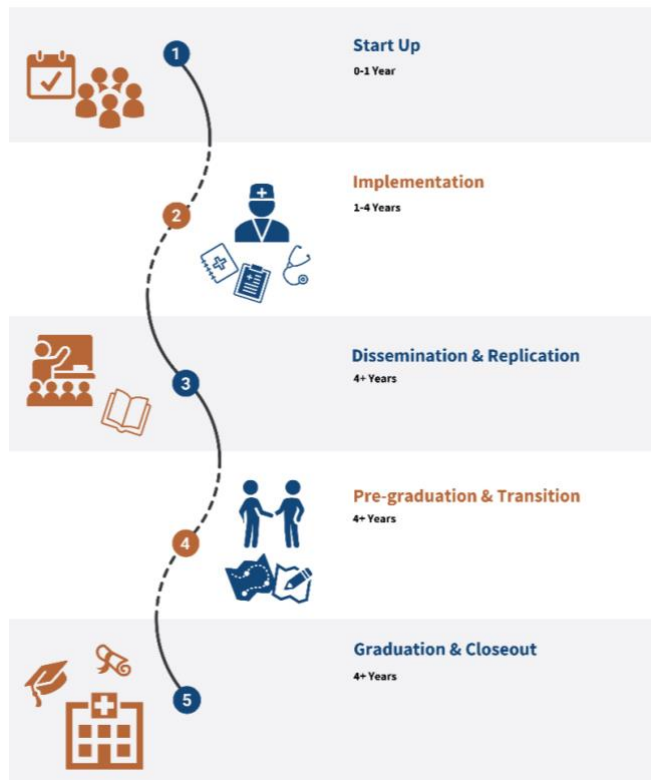 1
Start Up
0-1 Year
2
Implementation
1-4 Years
3
Dissemination & Replication
4+ Years
4
Pre-graduation & Transition
4+ Years
5
Graduation & Closeout
4+ Years